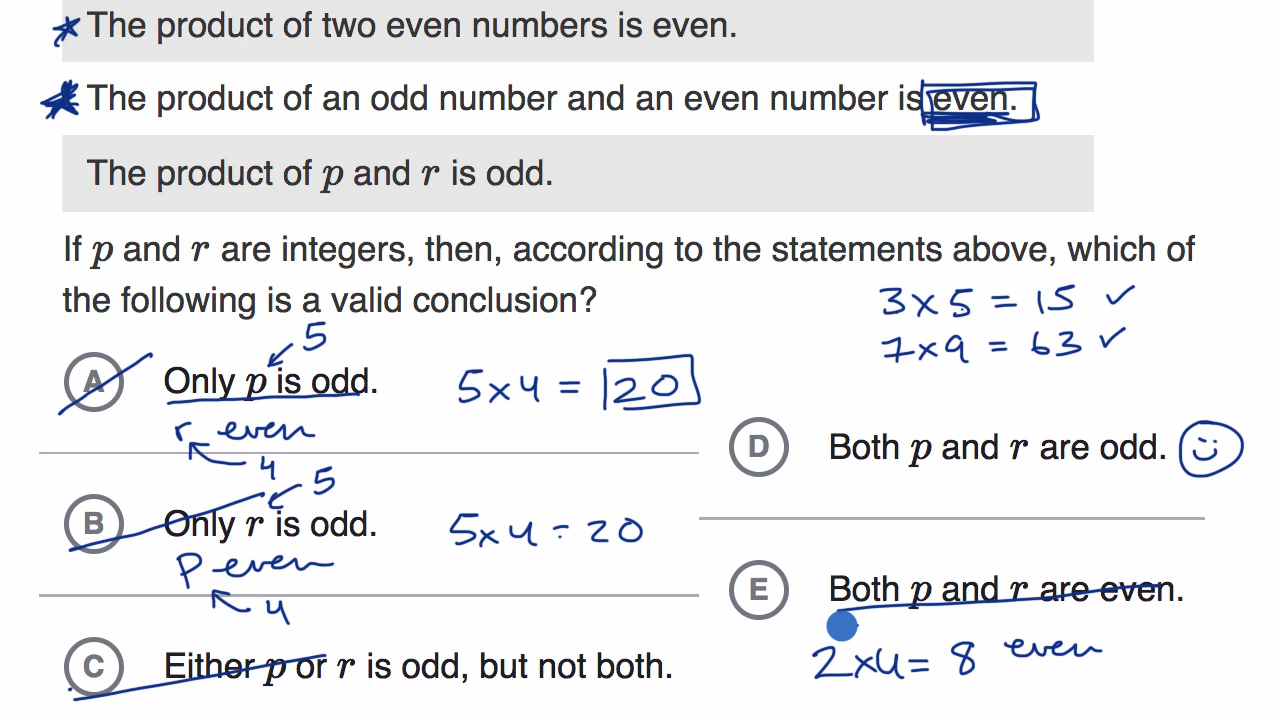 The product of two even numbers is even.
The product of an odd number and an even number is even.
The product of p and r is odd.
If p and r are integers, then, according to the statements above, which of
the following is a valid conclusion?
3 x 5 = 15 ✓
7 x 9 = 63 ✓
5
A Only p is odd.
5 x 4 = 20
r even
4
5
B Only r is odd.
5 x 4 = 20
p even
4
C Either p or r is odd, but not both.
D Both p and r are odd.
E Both p and r are even.
2 x 4 = 8 even